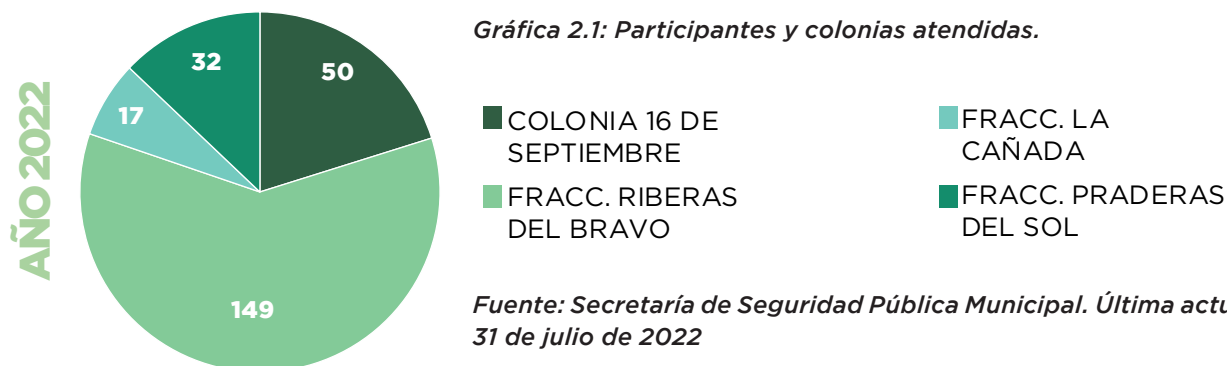 AÑO 2022
32
50
17
149
Gráfica 2.1: Participantes y colonias atendidas.
COLONIA 16 DE
SEPTIEMBRE
FRACC. RIBERAS
DEL BRAVO
FRACC. LA
CAÑADA
FRACC. PRADERAS
DEL SOL
Fuente: Secretaría de Seguridad Pública Municipal. Última
31 de julio de 2022